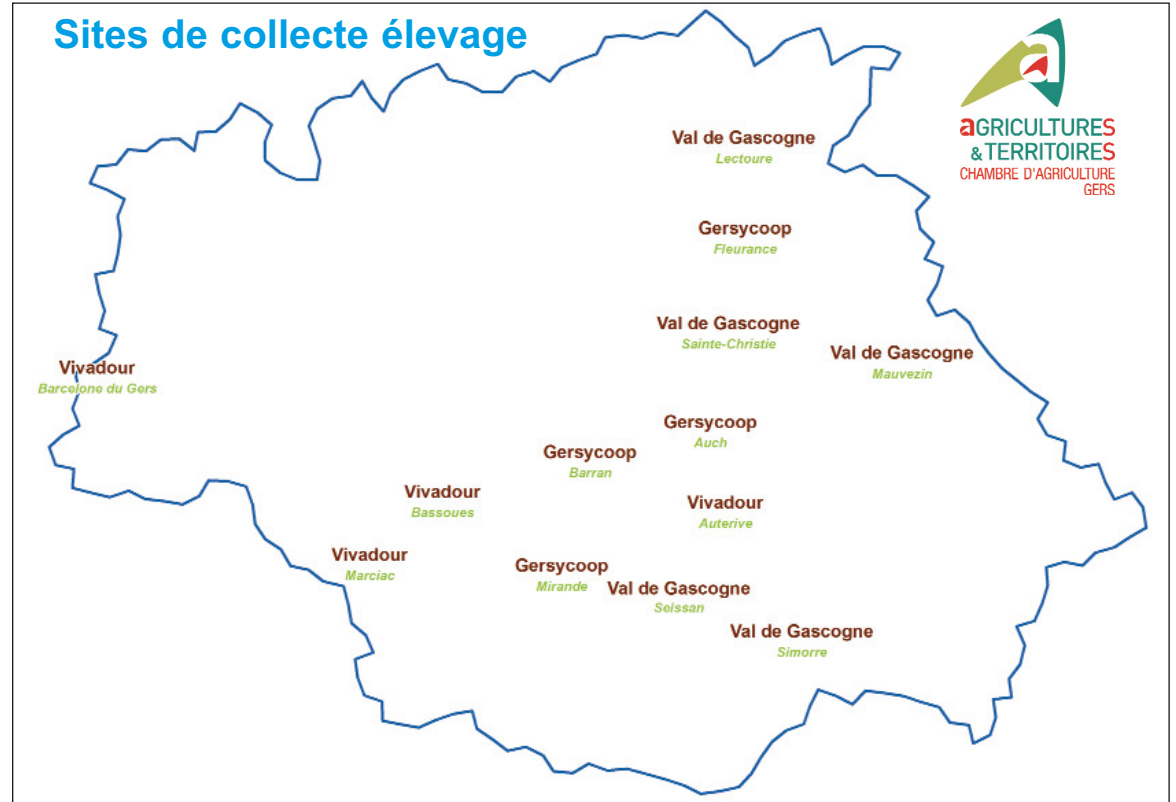 Sites de collecte élevage
aGRICULTURES
& TERRITOIRES
CHAMBRE D'AGRICULTURE
GERS
Val de Gascogne
Lectoure
Gersycoop
Fleurance
Val de Gascogne
Sainte-Christie
Val de Gascogne
Mauvezin
Vivadour
Barcelone du Gers
Gersycoop
Auch
Gersycoop
Barran
Vivadour
Bassoues
Vivadour
Auterive
Vivadour
Marciac
Gersycoop
Mirande
Val de Gascogne
Seissan
Val de Gascogne
Simorre